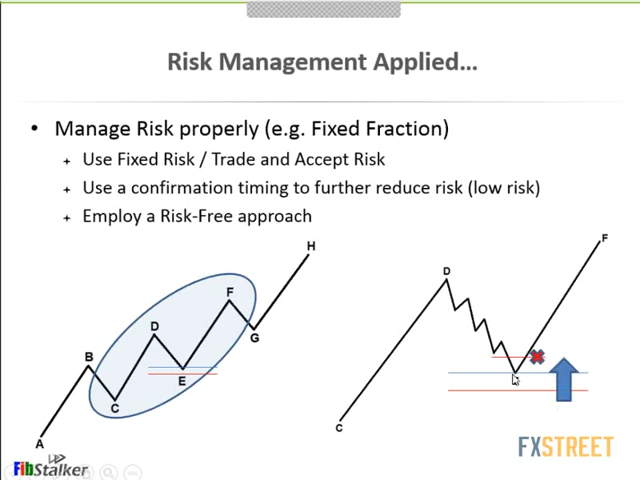 Risk Management Applied...
• Manage Risk properly (e.g. Fixed Fraction)
+ Use Fixed Risk / Trade and Accept Risk
+ Use a confirmation timing to further reduce risk (low risk)
+ Employ a Risk-Free approach
H
F
D
B
G
E
C
A
F
D
C
FibStalker
FXSTREET